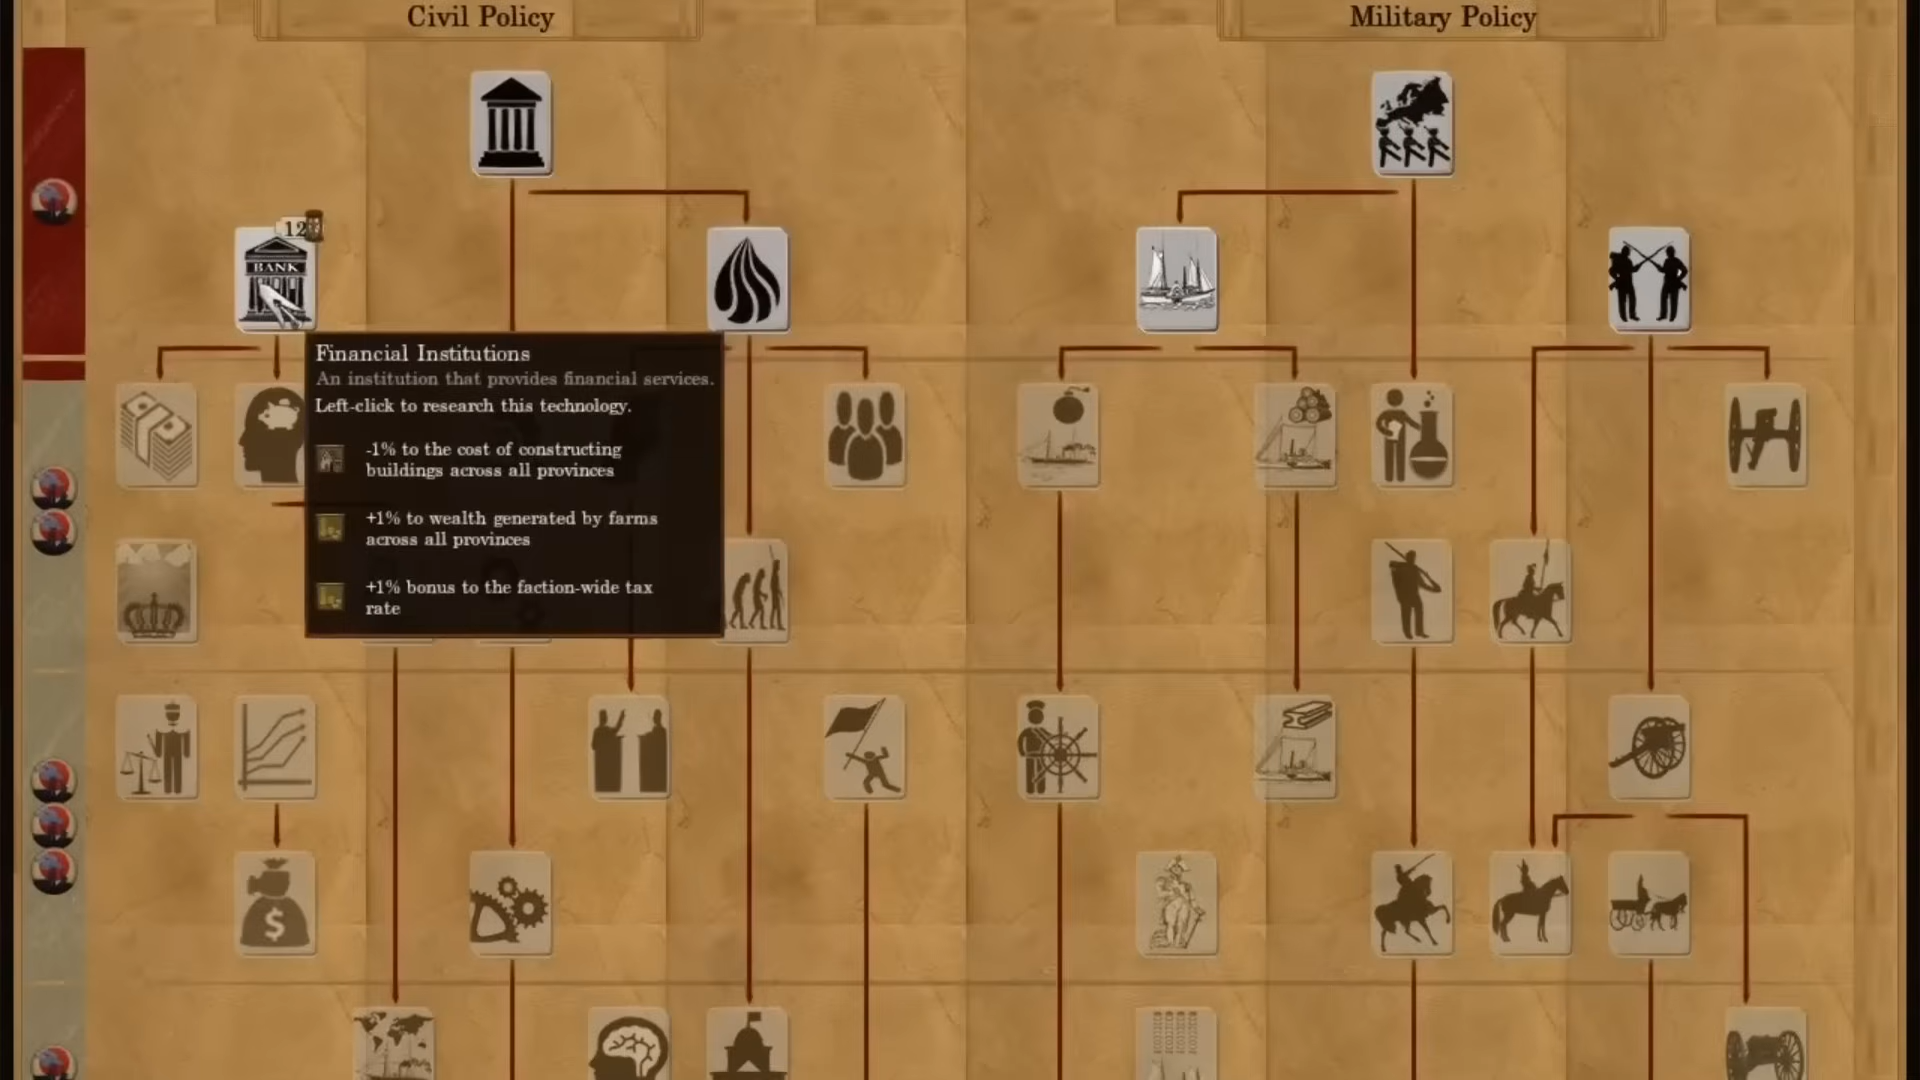 Civil Policy
Military Policy
12
BANK
Financial Institutions
An institution that provides financial services.
Left-click to research this technology.
-1% to the cost of constructing
buildings across all provinces
+1% to wealth generated by farms
across all provinces
+1% bonus to the faction-wide tax
rate
$